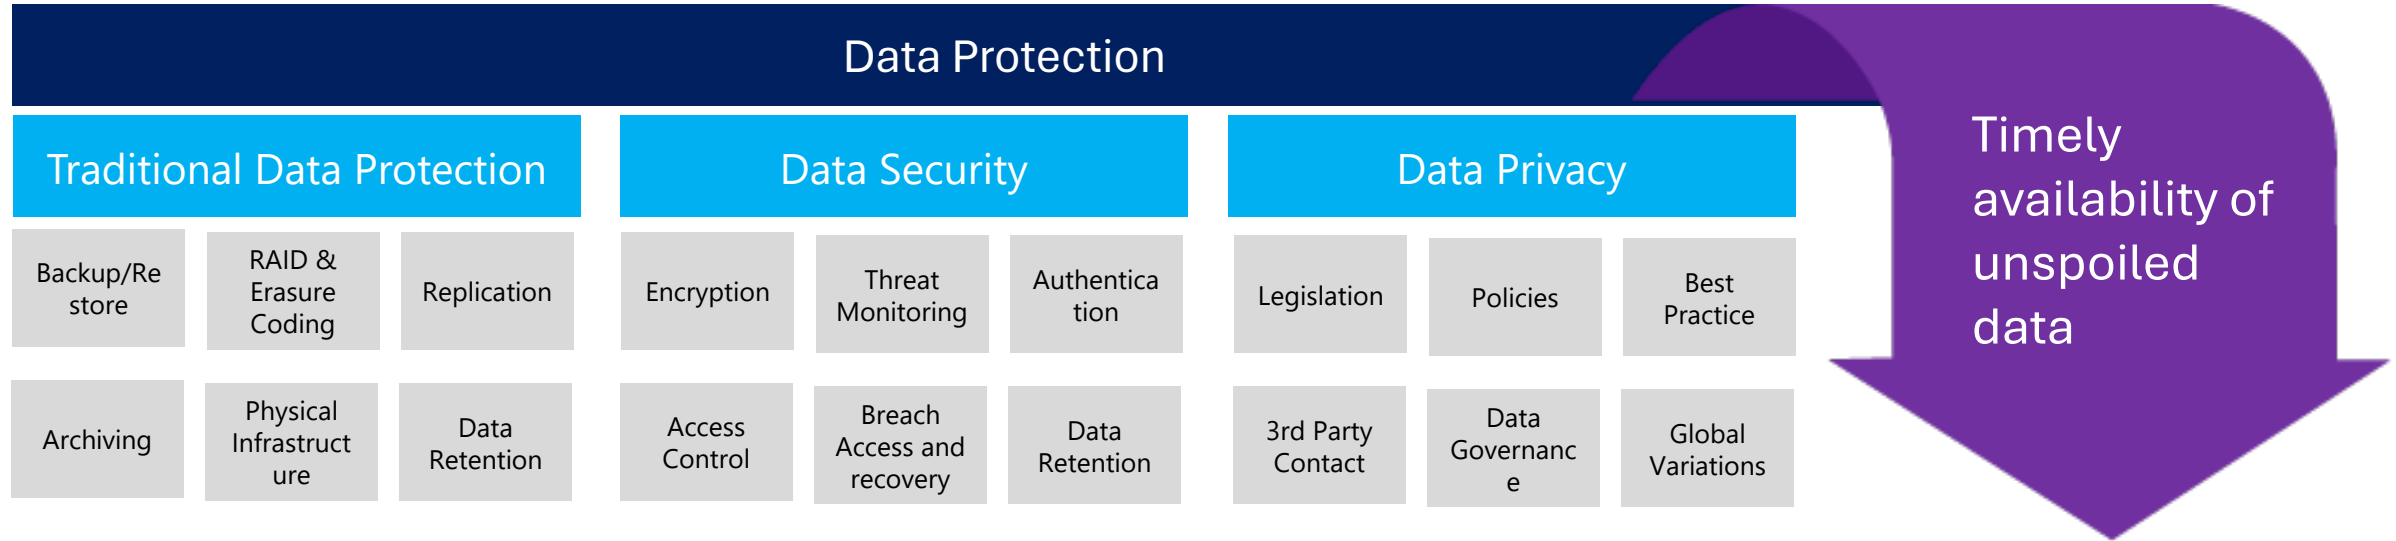 Data Protection
Traditional Data Protection
Data Security
Data Privacy
Timely
availability of
unspoiled
data
Backup/Re
store
RAID &
Erasure
Coding
Replication
Encryption
Threat
Monitoring
Authentica
tion
Legislation
Policies
Best
Practice
Archiving
Physical
Infrastruct
ure
Data
Retention
Access
Control
Breach
Access and
recovery
Data
Retention
3rd Party
Contact
Data
Governanc
e
Global
Variations